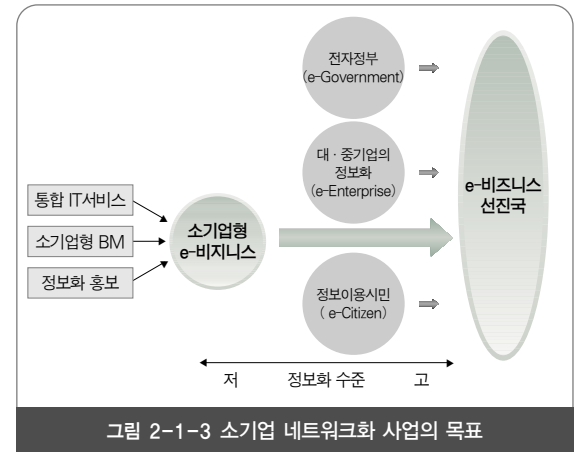 전자정부
(e-Government)
대 · 중기업의
정보화
(e-Enterprise)
e-비즈니스
선진국
통합 IT서비스
소기업형 BM
정보화 홍보
소기업형
e-비지니스
정보이용시민
( e-Citizen)
저 정보화 수준 고
그림 2-1-3 소기업 네트워크화 사업의 목표